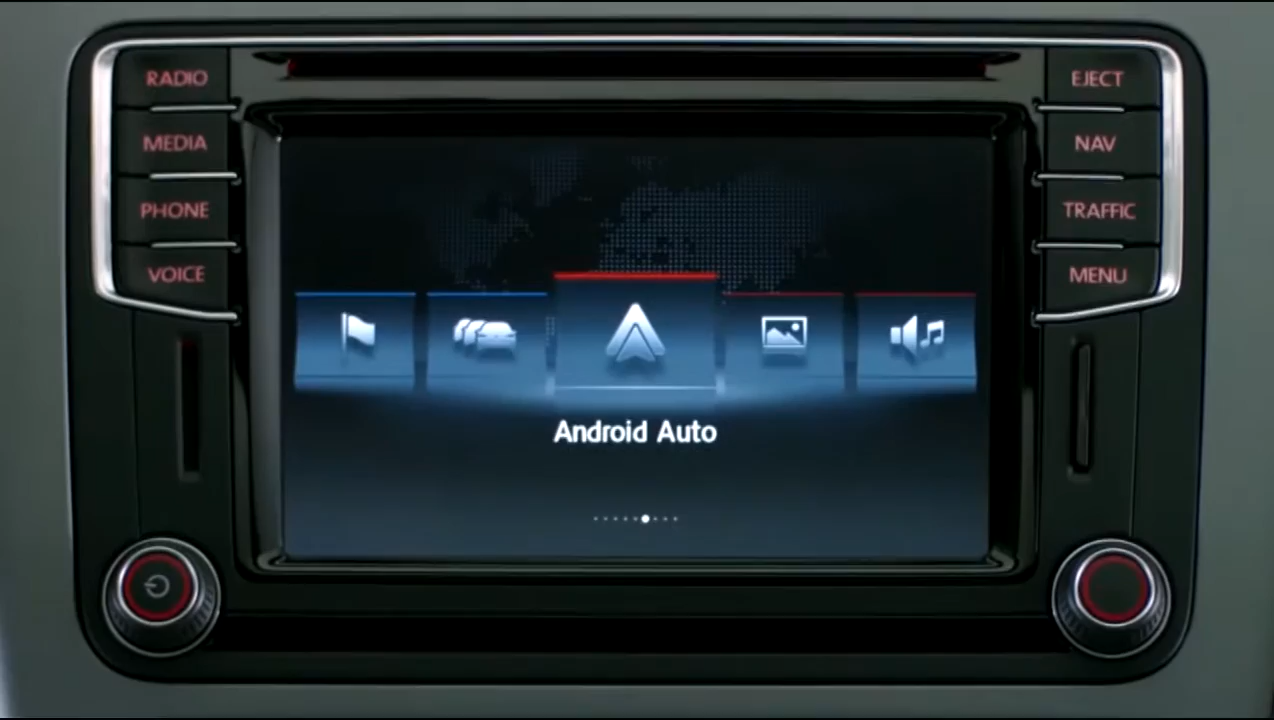 RADIO
MEDIA
PHONE
VOICE
EJECT
NAV
TRAFFIC
MENU
Android Auto